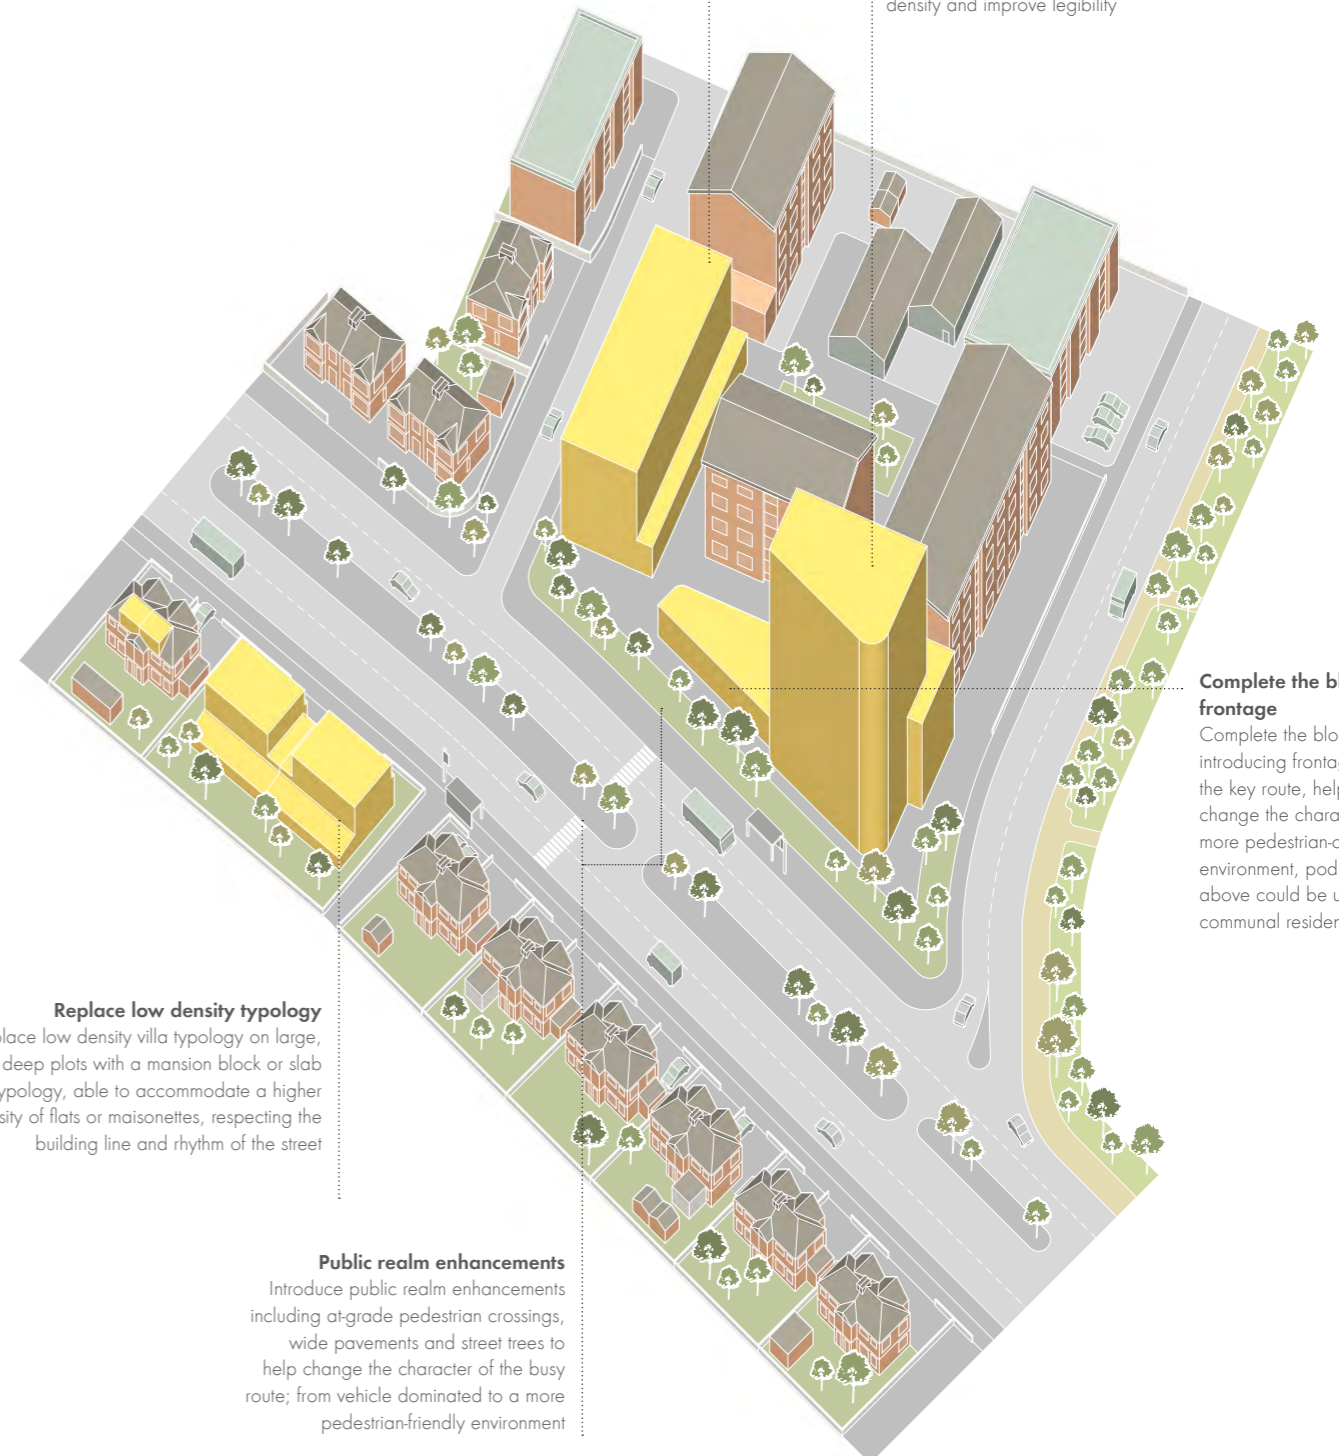 density and improve legibility
Complete the bl
frontage
Complete the blo
introducing frontag
the key route, help
change the chara
more pedestrian-o
environment, pod
above could be u
communal residen
Replace low density typology
place low density villa typology on large,
deep plots with a mansion block or slab
ypology, able to accommodate a higher
sity of flats or maisonettes, respecting the
building line and rhythm of the street
Public realm enhancements
Introduce public realm enhancements
including at-grade pedestrian crossings,
wide pavements and street trees to
help change the character of the busy
route; from vehicle dominated to a more
pedestrian-friendly environment